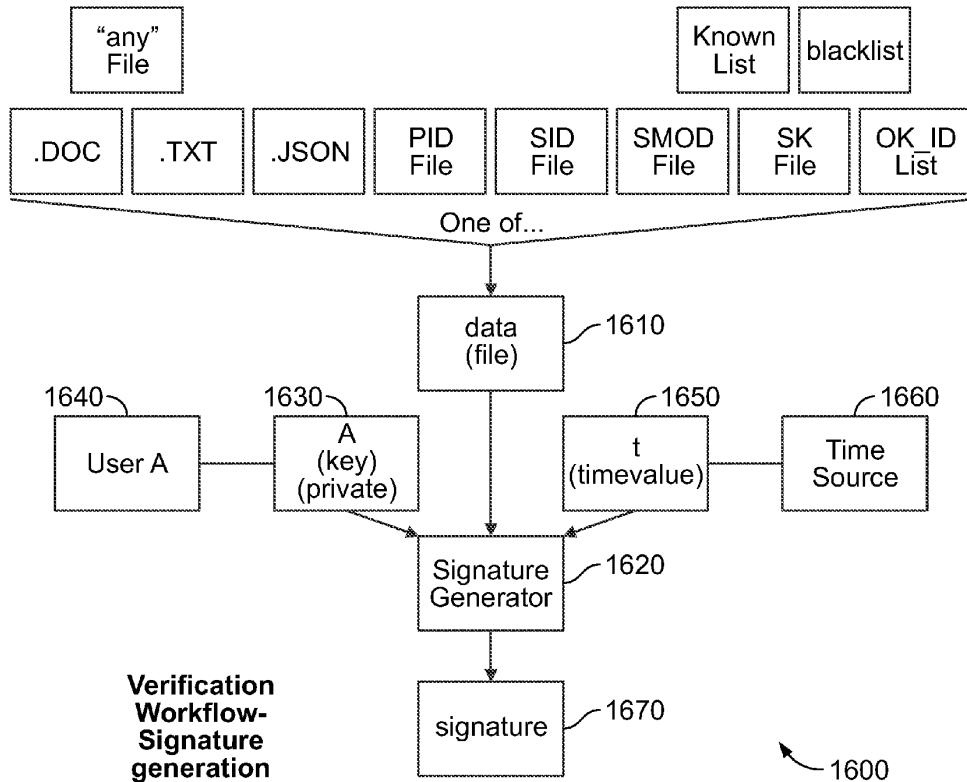 “any”
File
Known
List
blacklist
.DOC
.TXT
.JSON
PID
File
SID
File
SMOD
File
SK
File
OK_ID
List
One of...
data
(file)
1610
1640
1630
1650
1660
User A
A
(key)
(private)
t
(timevalue)
Time
Source
Signature
Generator
1620
signature
1670
Verification
Workflow-
Signature
generation
1600